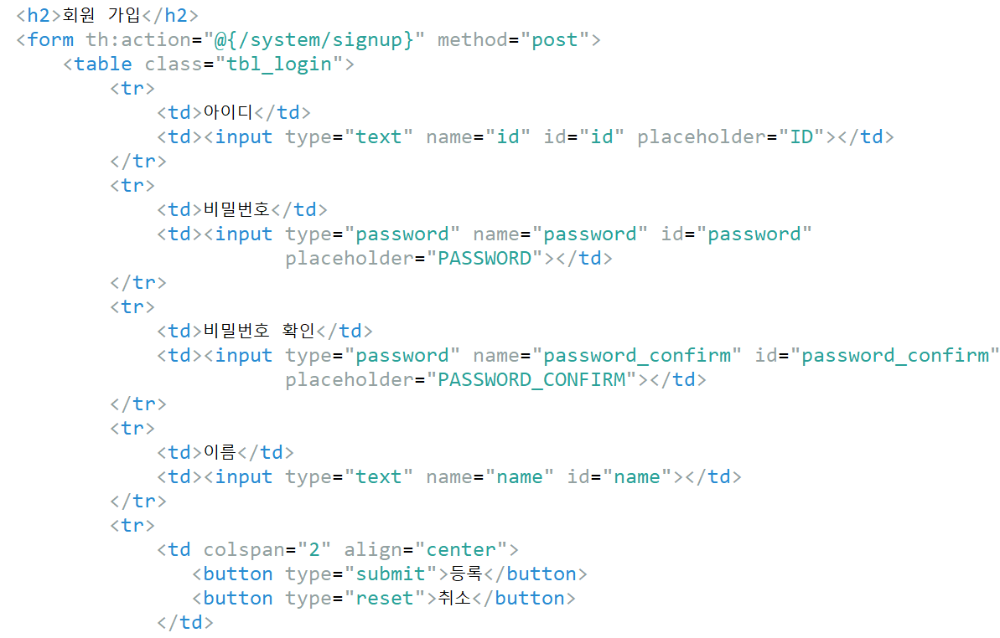 <h2>회원 가입</h2>
<form th:action="@{/system/signup}" method="post">
    <table class="tbl_login">
        <tr>
            <td>아이디</td>
            <td><input type="text" name="id" id="id" placeholder="ID"></td>
        </tr>
        <tr>
            <td>비밀번호</td>
            <td><input type="password" name="password" id="password"
                       placeholder="PASSWORD"></td>
        </tr>
        <tr>
            <td>비밀번호 확인</td>
            <td><input type="password" name="password_confirm" id="password_confirm"
                       placeholder="PASSWORD_CONFIRM"></td>
        </tr>
        <tr>
            <td>이름</td>
            <td><input type="text" name="name" id="name"></td>
        </tr>
        <tr>
            <td colspan="2" align="center">
               <button type="submit">등록</button>
               <button type="reset">취소</button>
            </td>